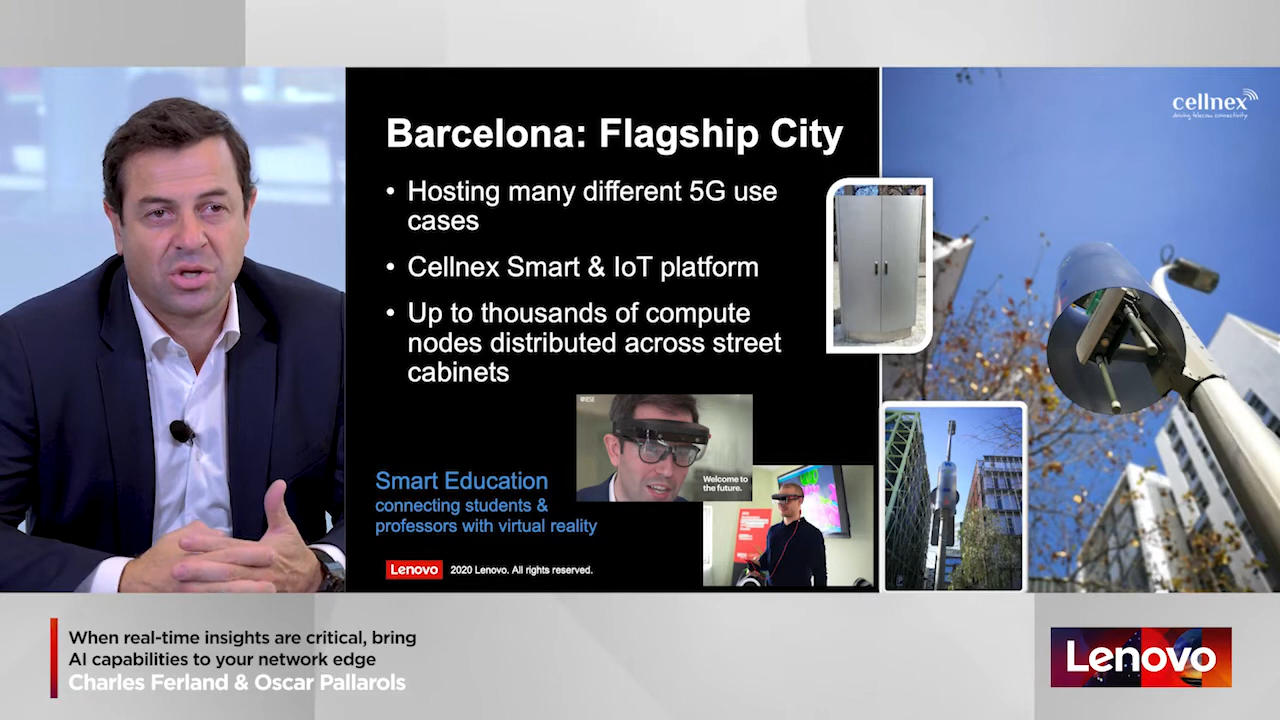 cellnex
driving telecom connectivity
Barcelona: Flagship City
• Hosting many different 5G use
cases
• Cellnex Smart & IoT platform
• Up to thousands of compute
nodes distributed across street
cabinets
Welcome to
the future.
Smart Education
connecting students &
professors with virtual reality
Lenovo
2020 Lenovo. All rights reserved.
When real-time insights are critical, bring
AI capabilities to your network edge
Charles Ferland & Oscar Pallarols
Lenovo